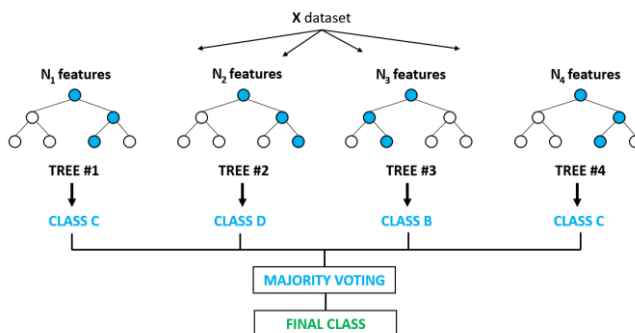 X dataset
N₁ features
N₂ features
N₃ features
N₄ features
TREE #1
TREE #2
TREE #3
TREE #4
CLASS C
CLASS D
CLASS B
CLASS C
MAJORITY VOTING
FINAL CLASS